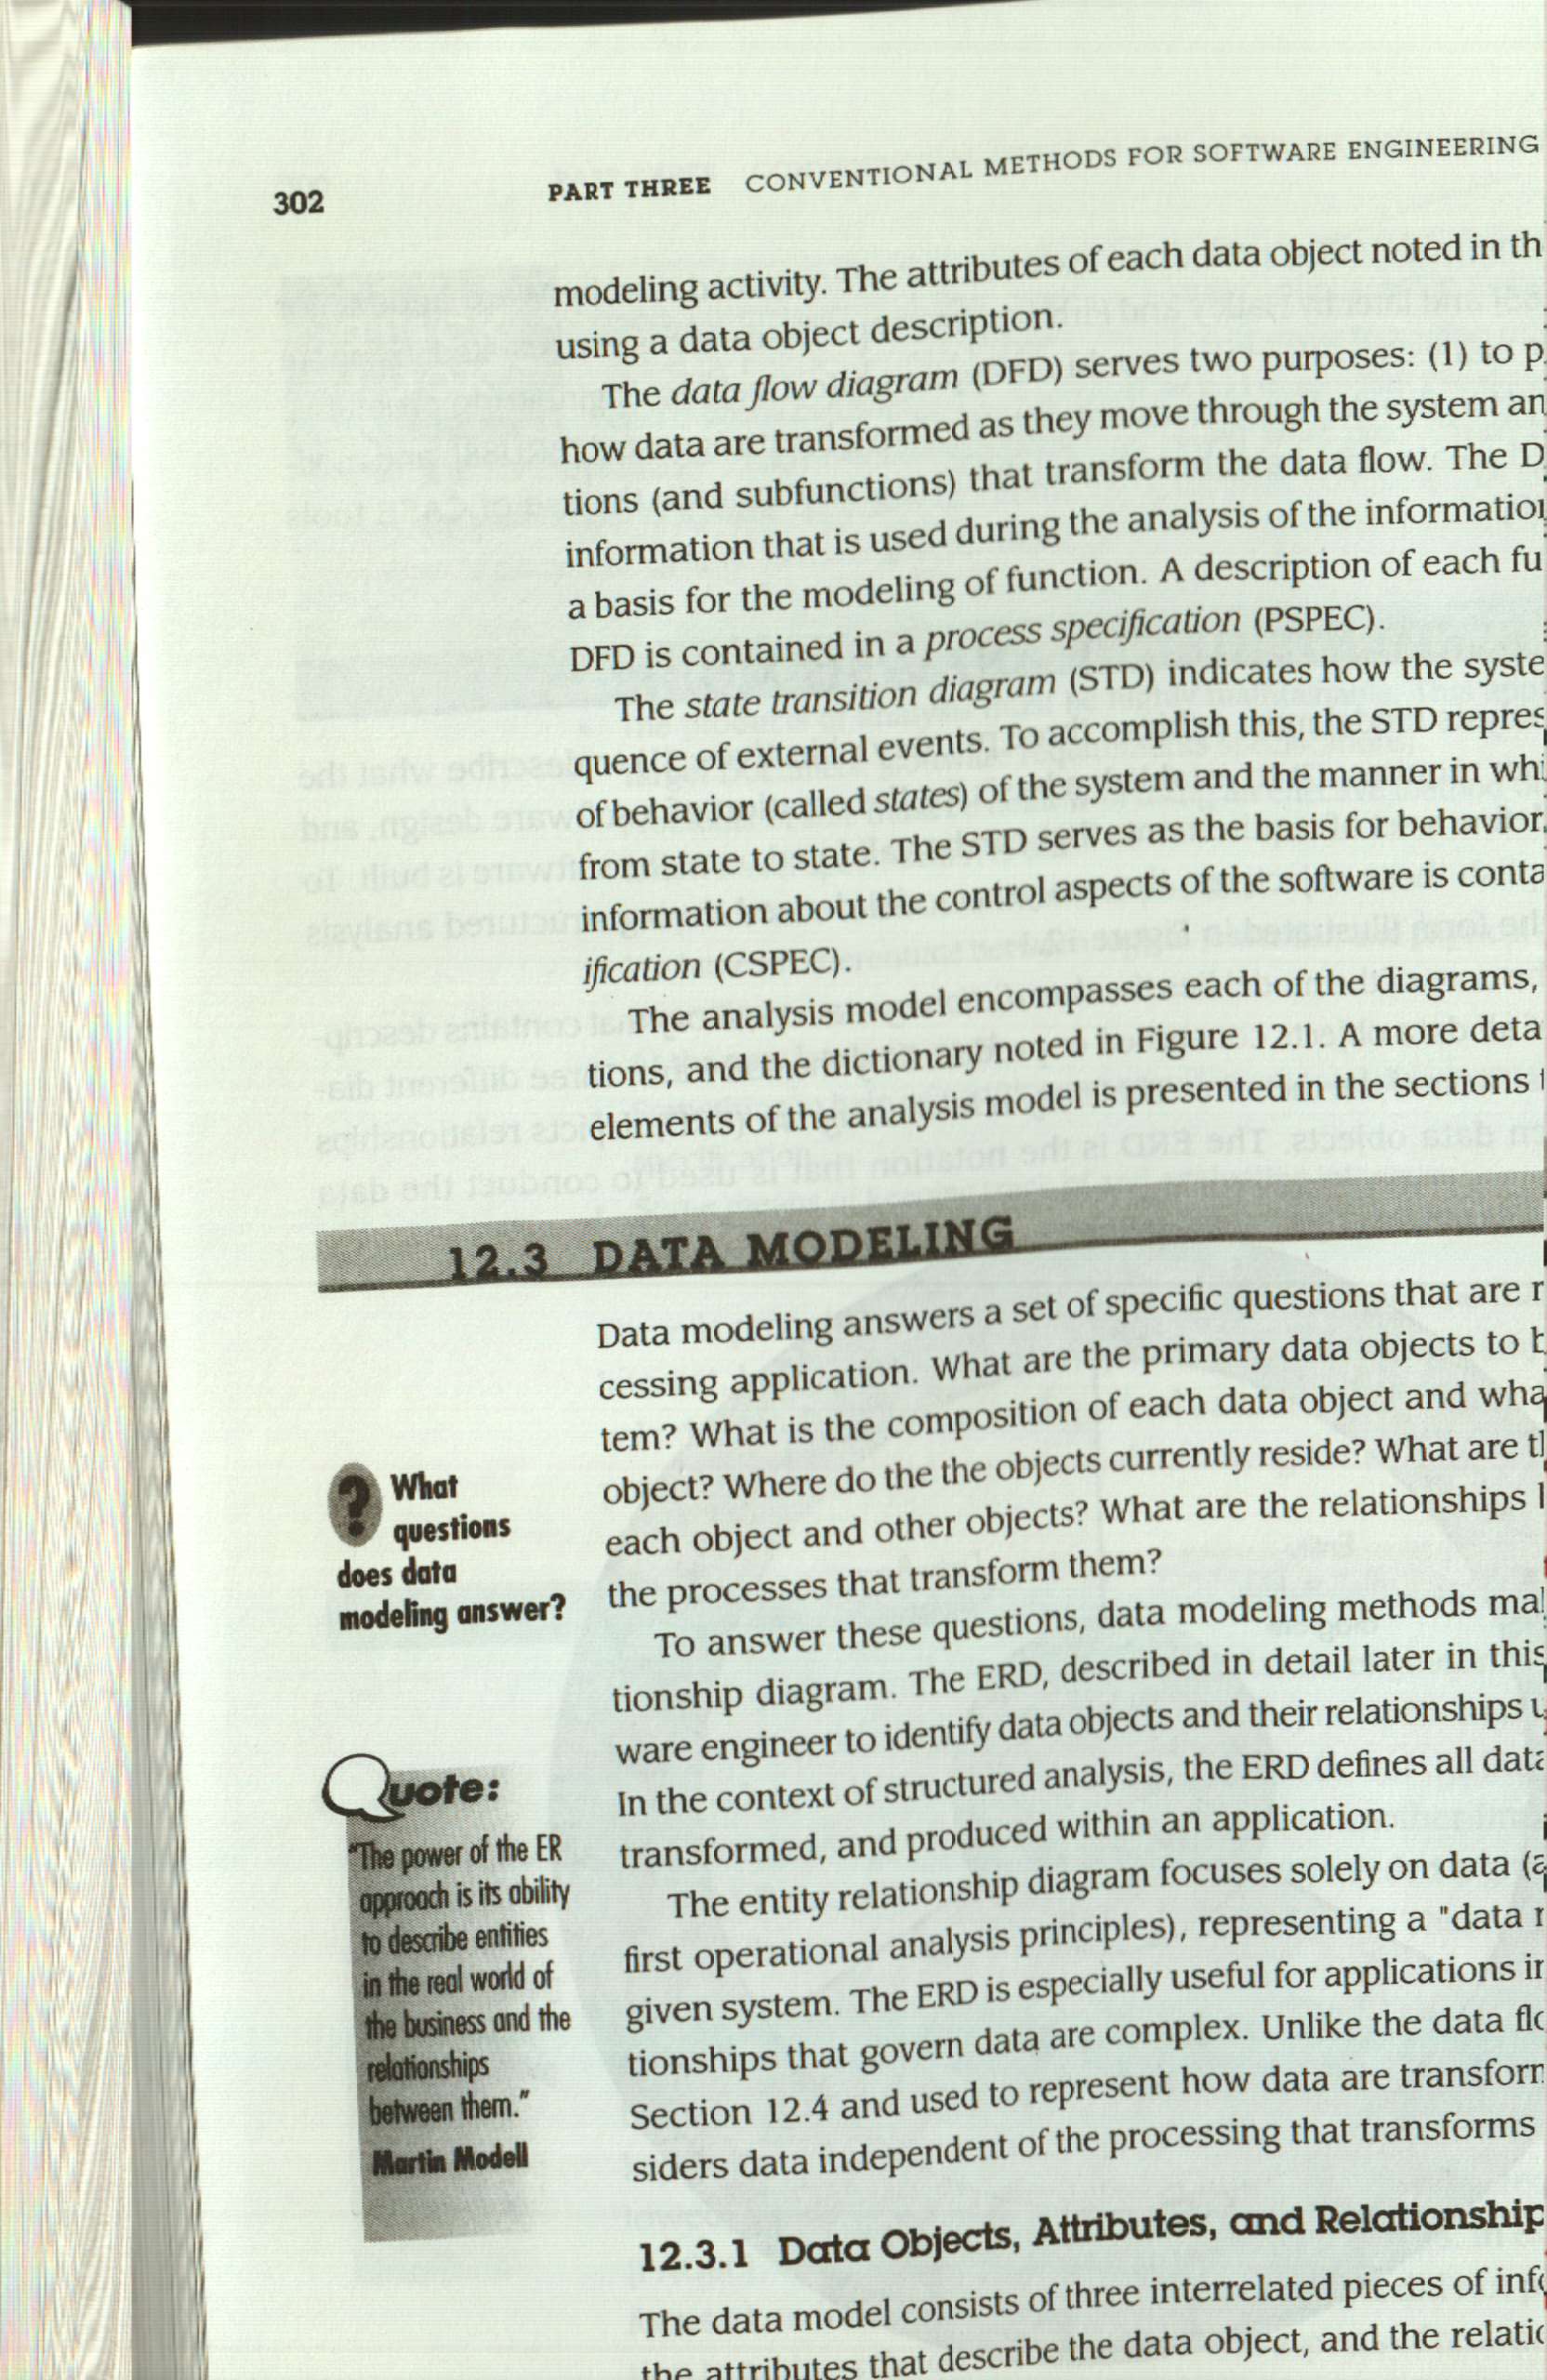 302
PART THREE CONVENTIONAL METHODS FOR SOFTWARE ENGINEERING
modeling activity. The attributes of each data object noted in th
using a data object description.
The data flow diagram (DFD) serves two purposes: (1) to p
how data are transformed as they move through the system an
tions (and subfunctions) that transform the data flow. The D
information that is used during the analysis of the informatio
a basis for the modeling of function. A description of each fu
DFD is contained in a process specification (PSPEC).
The state transition diagram (STD) indicates how the syste
quence of external events. To accomplish this, the STD repres
of behavior (called states) of the system and the manner in whi
from state to state. The STD serves as the basis for behavior
information about the control aspects of the software is conta
ification (CSPEC).
The analysis model encompasses each of the diagrams,
tions, and the dictionary noted in Figure 12.1. A more deta
elements of the analysis model is presented in the sections
12.3 DATA MODELING
Data modeling answers a set of specific questions that are r
cessing application. What are the primary data objects to b
tem? What is the composition of each data object and wha
object? Where do the the objects currently reside? What are t
each object and other objects? What are the relationships
the processes that transform them?
To answer these questions, data modeling methods ma
tionship diagram. The ERD, described in detail later in this
ware engineer to identify data objects and their relationships u
In the context of structured analysis, the ERD defines all data
transformed, and produced within an application.
The entity relationship diagram focuses solely on data (a
first operational analysis principles), representing a "data
given system. The ERD is especially useful for applications in
tionships that govern data are complex. Unlike the data flo
Section 12.4 and used to represent how data are transform
siders data independent of the processing that transforms
12.3.1 Data Objects, Attributes, and Relationship
The data model consists of three interrelated pieces of info
the attributes that describe the data object, and the relatio
What
questions
does data
modeling answer?
Quote:
"The power of the ER
approach is its ability
to describe entities
in the real world of
the business and the
relationships
between them."
Martin Modell